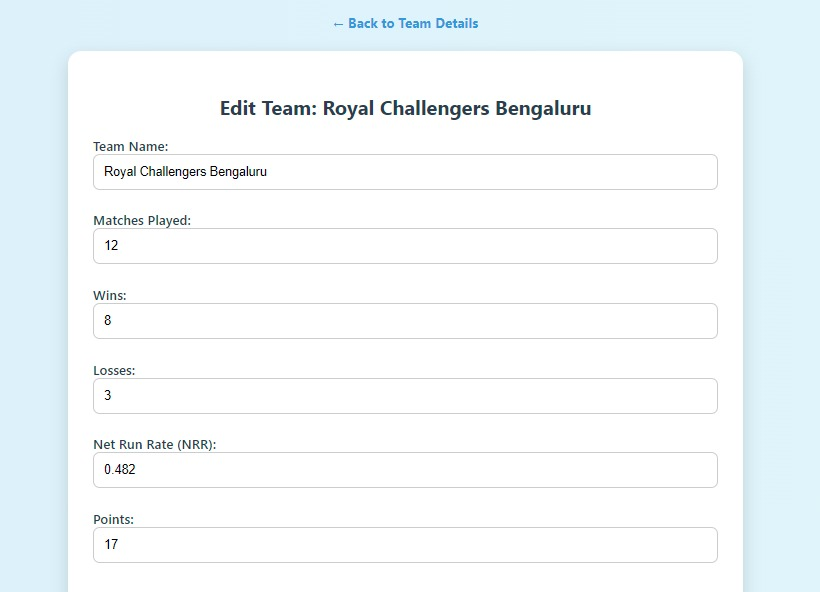 ← Back to Team Details
Edit Team: Royal Challengers Bengaluru
Team Name:
Royal Challengers Bengaluru
Matches Played:
12
Wins:
8
Losses:
3
Net Run Rate (NRR):
0.482
Points:
17